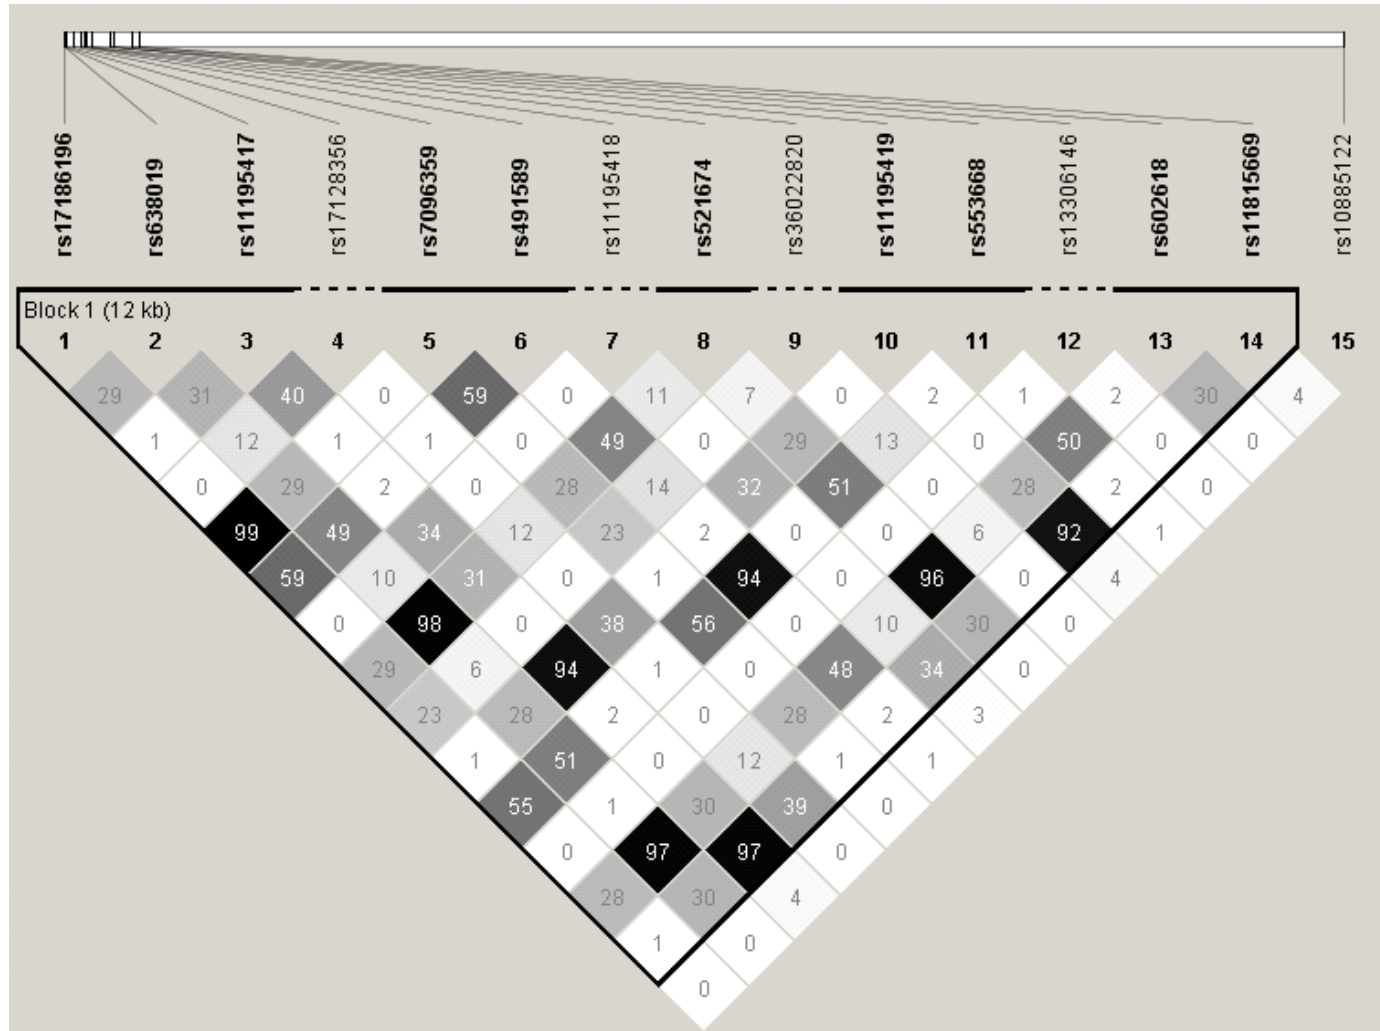 rs17186196
rs638019
rs11195417
rs17128356
rs7096359
rs491589
rs11195418
rs521674
rs36022820
rs11195419
rs553668
rs13306146
rs602618
rs11815669
rs10885122
Block 1 (12 kb)
1 2 3 4 5 6 7 8 9 10 11 12 13 14 15
29 31 40 0 59 0 11 7 0 2 1 2 30 4
1 12 1 1 0 49 0 29 13 0 50 0 0
0 29 2 0 28 14 32 51 0 28 2 0
99 49 34 12 23 2 0 0 6 92 1
59 10 31 0 1 94 0 96 0 4
0 98 0 38 56 0 10 30 0
29 6 94 1 0 48 34 0
23 28 2 0 28 2 3
1 51 0 12 1 1
55 1 30 39 0
0 97 97 0
28 30 4
1 0
0